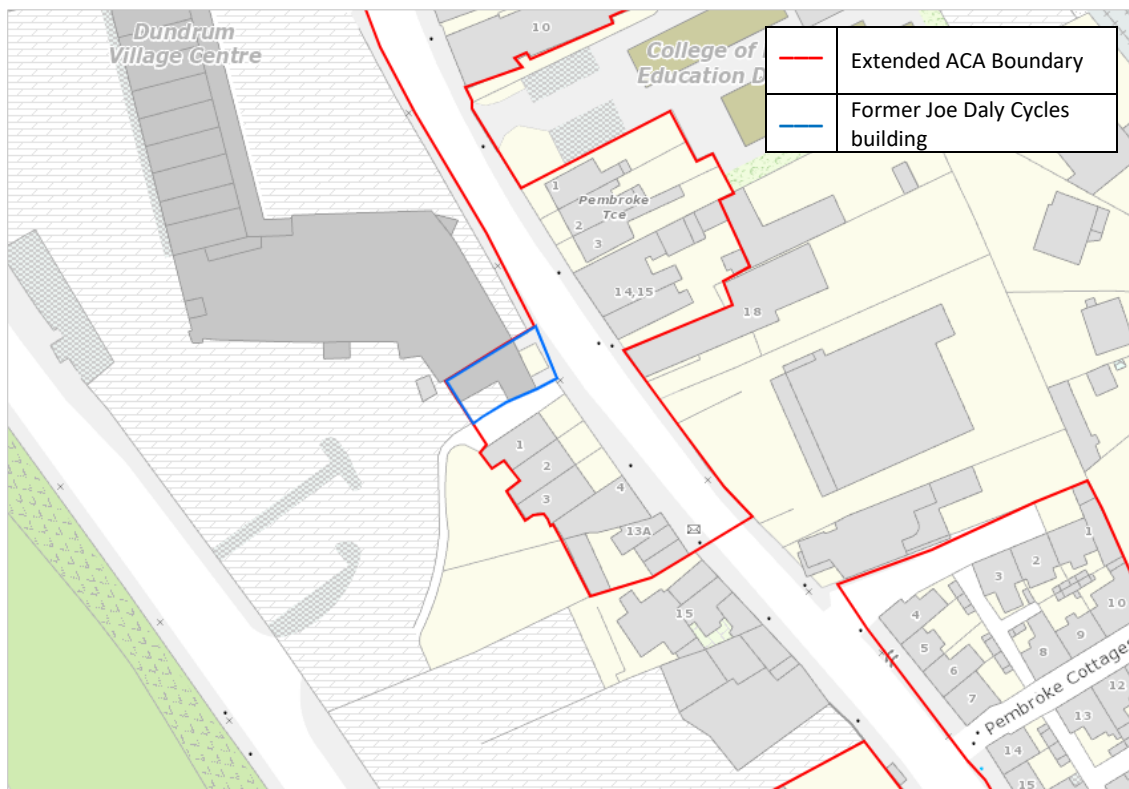 Dundrum
Village Centre
10
College of
Education D
Extended ACA Boundary
Former Joe Daly Cycles
building
1
Pembroke
Tce
2
3
14,15
18
1
2
3
4
13A
15
1
2
3
4
5
6
7
8
9
10
12
Pembroke Cottages
13
14
15